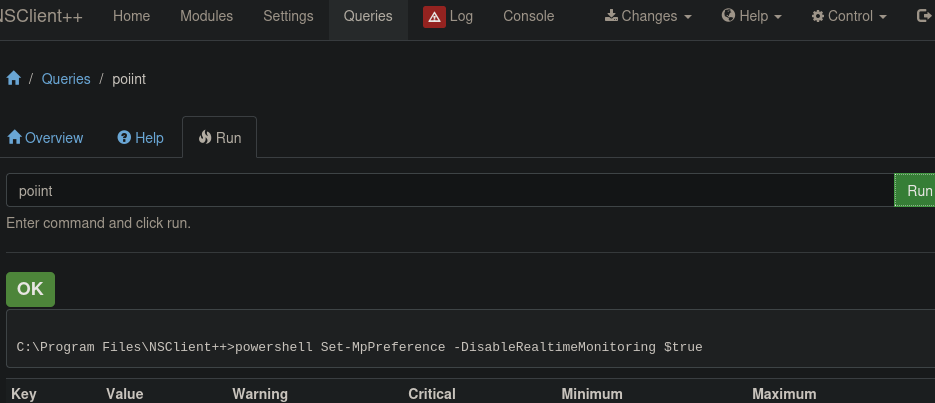 NSClient++ Home Modules Settings Queries Log Console Changes Help Control
/ Queries / poiint
Overview Help Run
poiint Run
Enter command and click run.
OK
C:\Program Files\NSClient++>powershell Set-MpPreference -DisableRealtimeMonitoring $true
Key Value Warning Critical Minimum Maximum